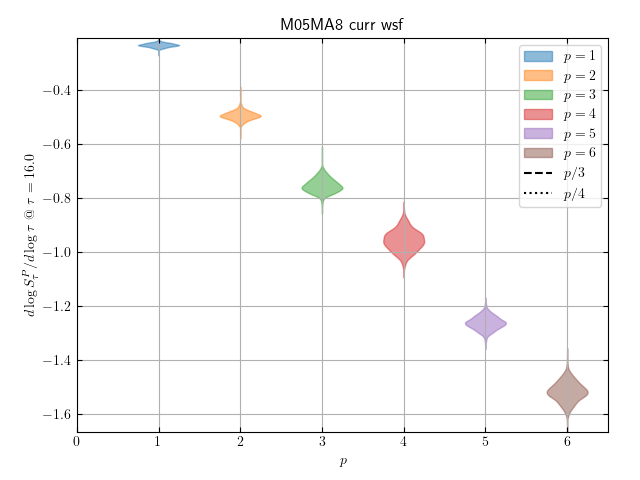 M05MA8 curr wsf
d log S_τ^P / d log τ @ τ = 16.0
−0.4
−0.6
−0.8
−1.0
−1.2
−1.4
−1.6
p = 1
p = 2
p = 3
p = 4
p = 5
p = 6
p/3
p/4
0 1 2 3 4 5 6
p